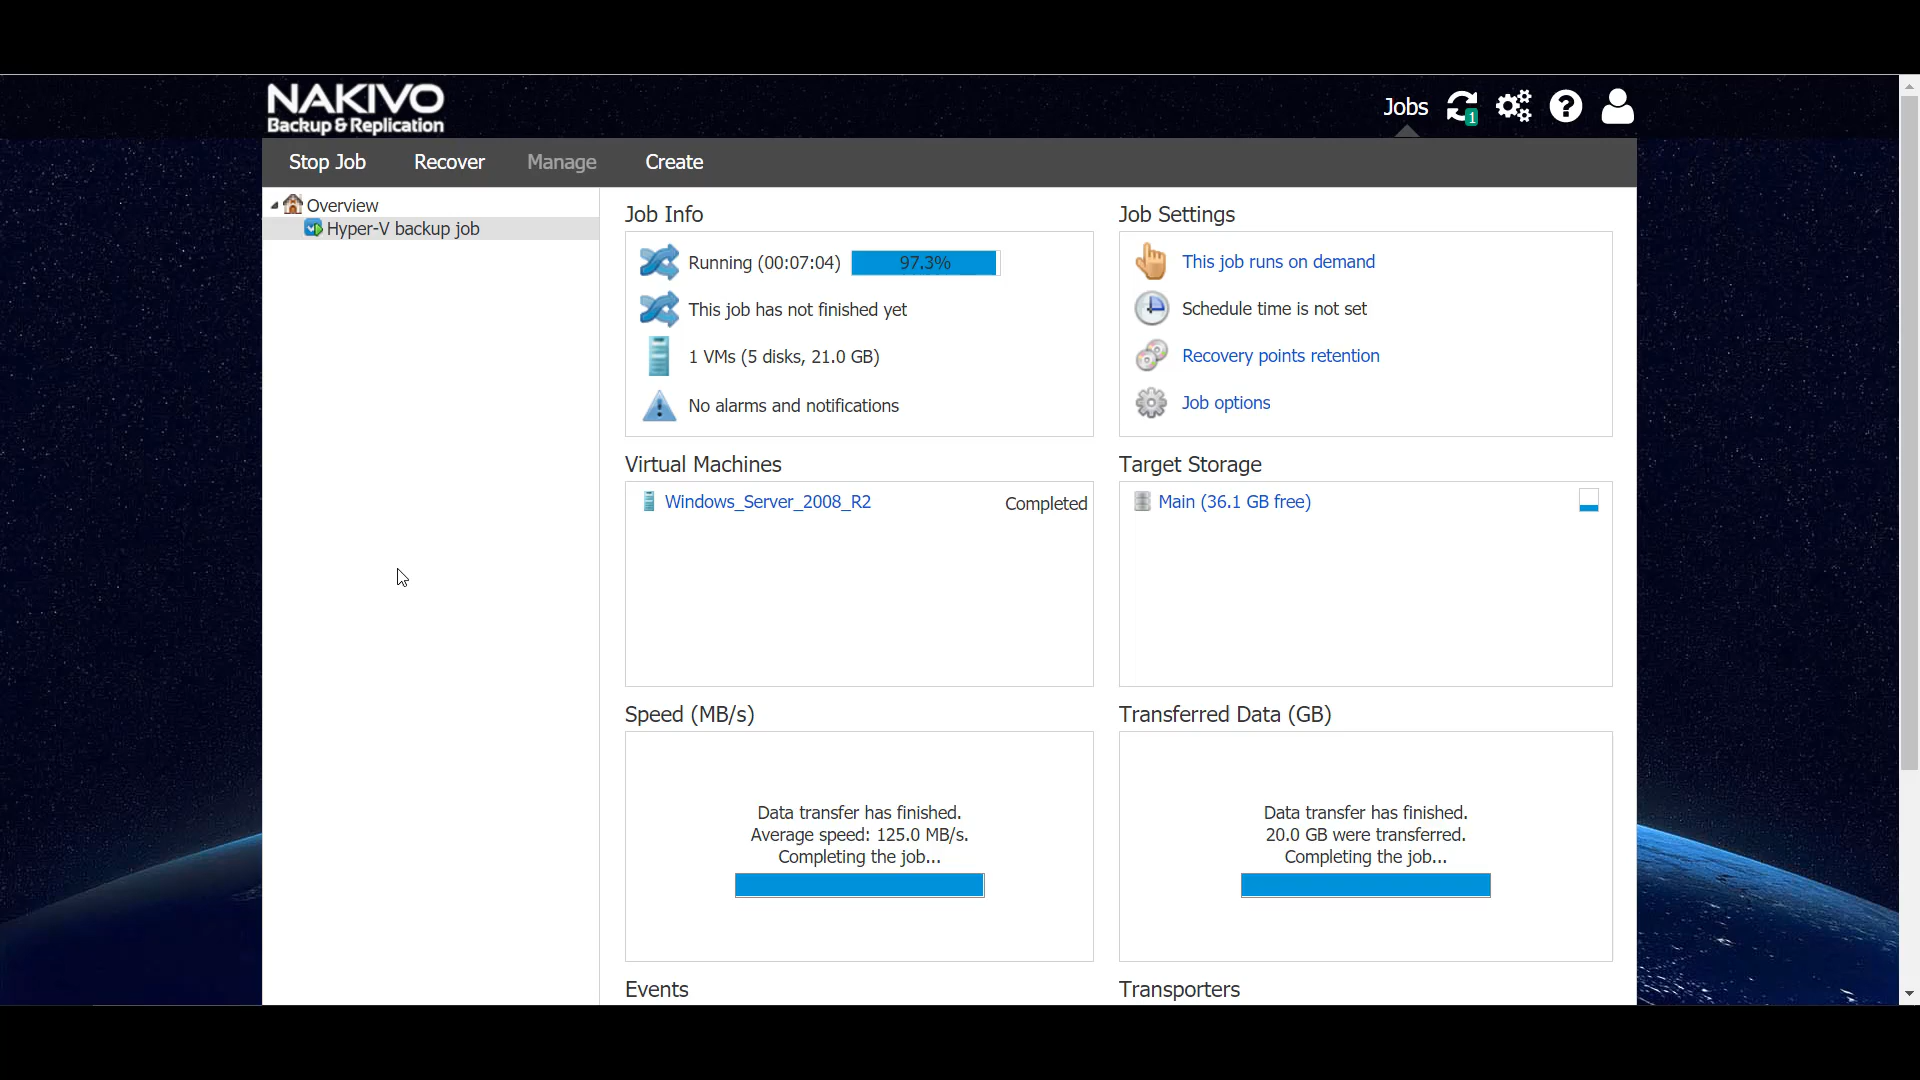 NAKIVO
Backup & Replication
Jobs
1
Stop Job
Recover
Manage
Create
Overview
Hyper-V backup job
Job Info
Running (00:07:04)
97.3%
This job has not finished yet
1 VMs (5 disks, 21.0 GB)
No alarms and notifications
Job Settings
This job runs on demand
Schedule time is not set
Recovery points retention
Job options
Virtual Machines
Windows_Server_2008_R2
Completed
Target Storage
Main (36.1 GB free)
Speed (MB/s)
Data transfer has finished.
Average speed: 125.0 MB/s.
Completing the job...
Transferred Data (GB)
Data transfer has finished.
20.0 GB were transferred.
Completing the job...
Events
Transporters